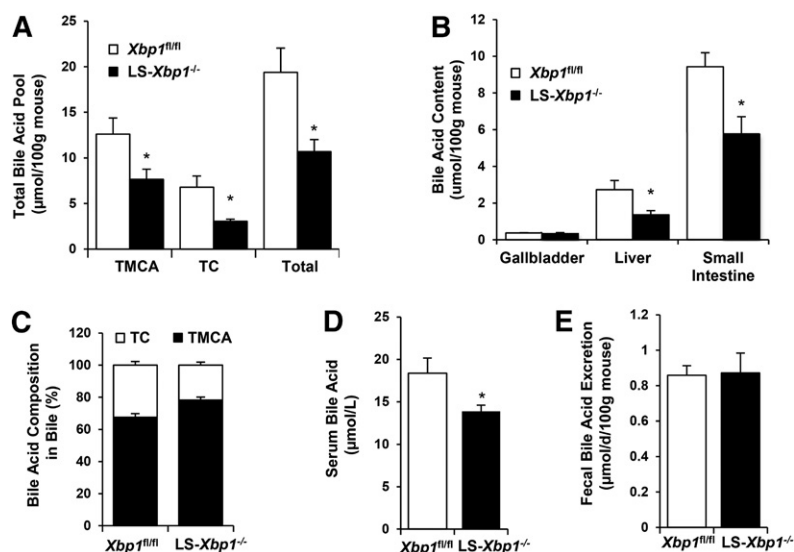 A
Total Bile Acid Pool
(µmol/100g mouse)
25
20
15
10
5
0
Xbp1fl/fl
LS-Xbp1-/-
*
*
*
TMCA
TC
Total
B
Bile Acid Content
(umol/100g mouse)
12
10
8
6
4
2
0
Xbp1fl/fl
LS-Xbp1-/-
*
*
Gallbladder
Liver
Small
Intestine
C
Bile Acid Composition
in Bile (%)
TC
TMCA
120
100
80
60
40
20
0
Xbp1fl/fl
LS-Xbp1-/-
D
Serum Bile Acid
(µmol/L)
25
20
15
10
5
0
*
Xbp1fl/fl
LS-Xbp1-/-
E
Fecal Bile Acid Excretion
(µmol/d/100g mouse)
1.2
1
0.8
0.6
0.4
0.2
0
Xbp1fl/fl
LS-Xbp1-/-